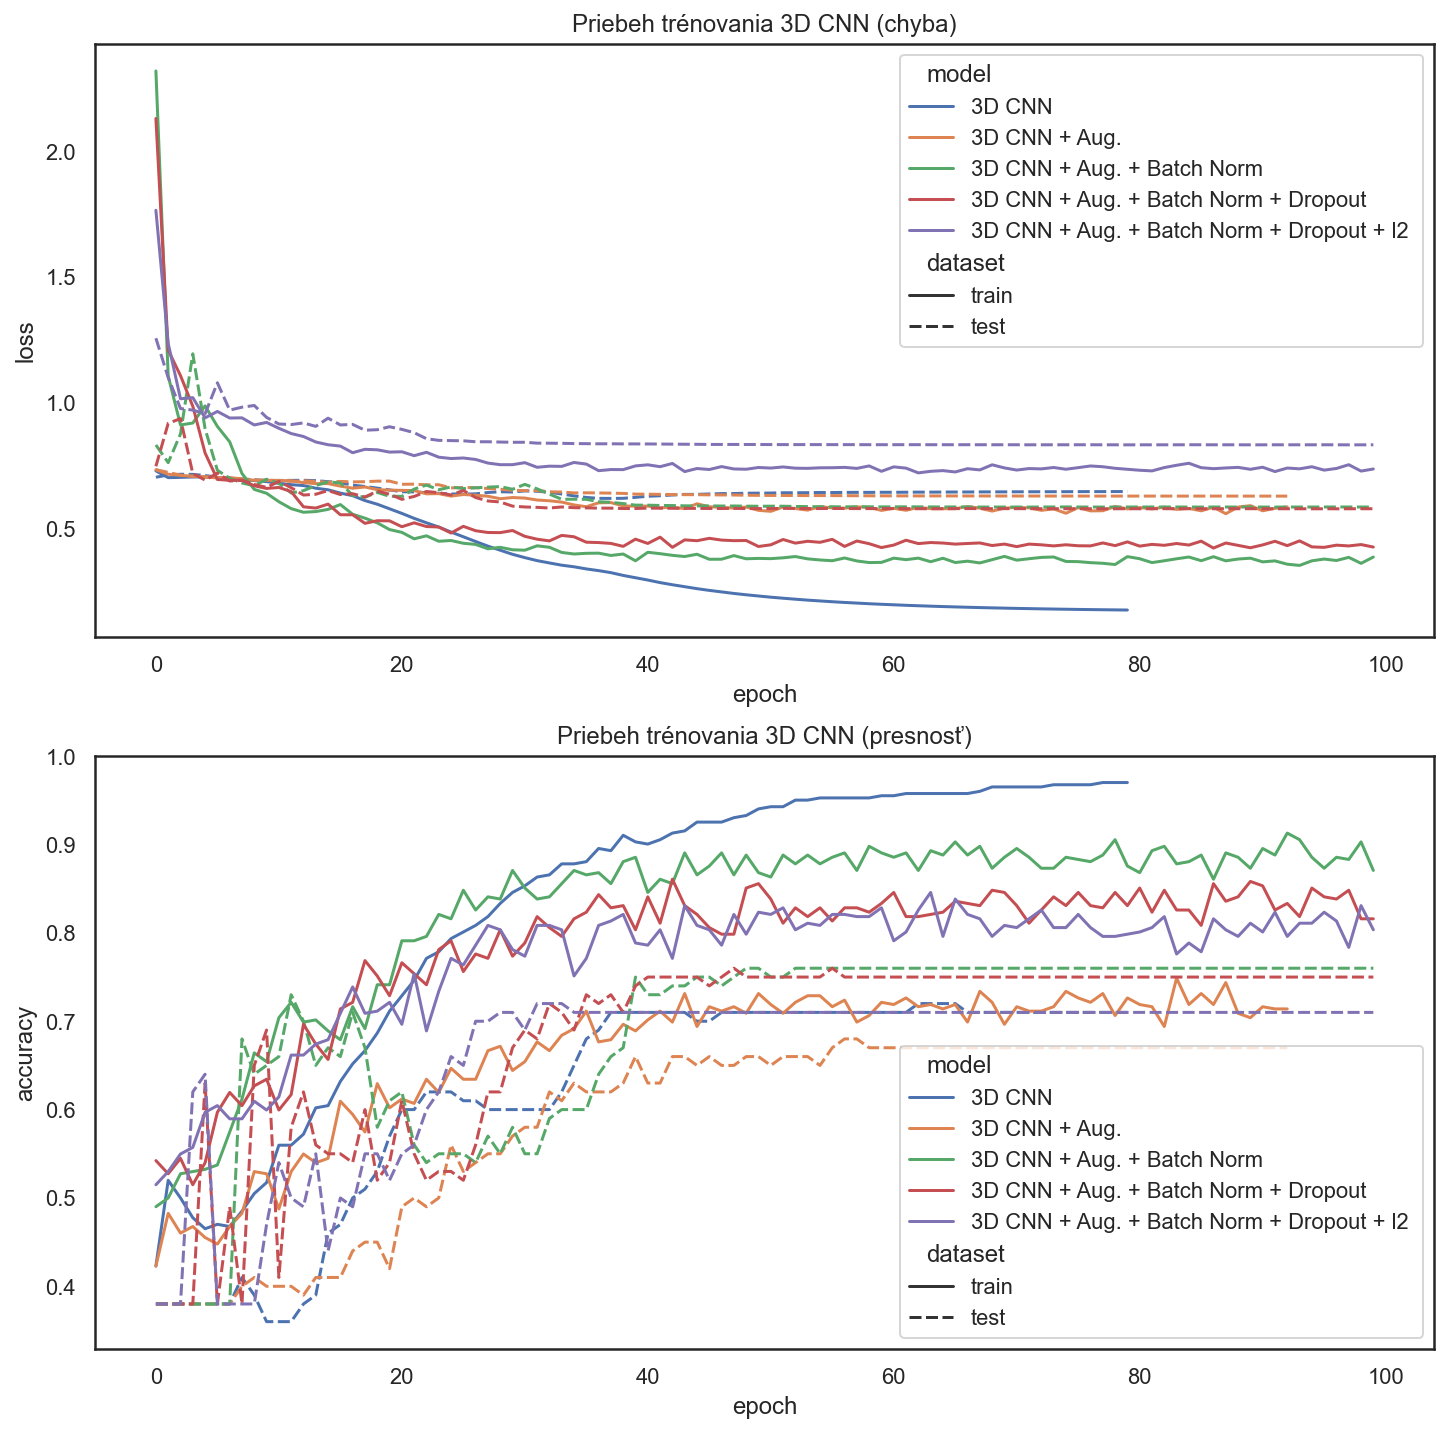 Priebeh trénovania 3D CNN (chyba)
model
3D CNN
3D CNN + Aug.
3D CNN + Aug. + Batch Norm
3D CNN + Aug. + Batch Norm + Dropout
3D CNN + Aug. + Batch Norm + Dropout + l2
dataset
train
test
loss
2.0
1.5
1.0
0.5
0 20 40 60 80 100
epoch
Priebeh trénovania 3D CNN (presnosť)
accuracy
1.0
0.9
0.8
0.7
0.6
0.5
0.4
model
3D CNN
3D CNN + Aug.
3D CNN + Aug. + Batch Norm
3D CNN + Aug. + Batch Norm + Dropout
3D CNN + Aug. + Batch Norm + Dropout + l2
dataset
train
test
0 20 40 60 80 100
epoch